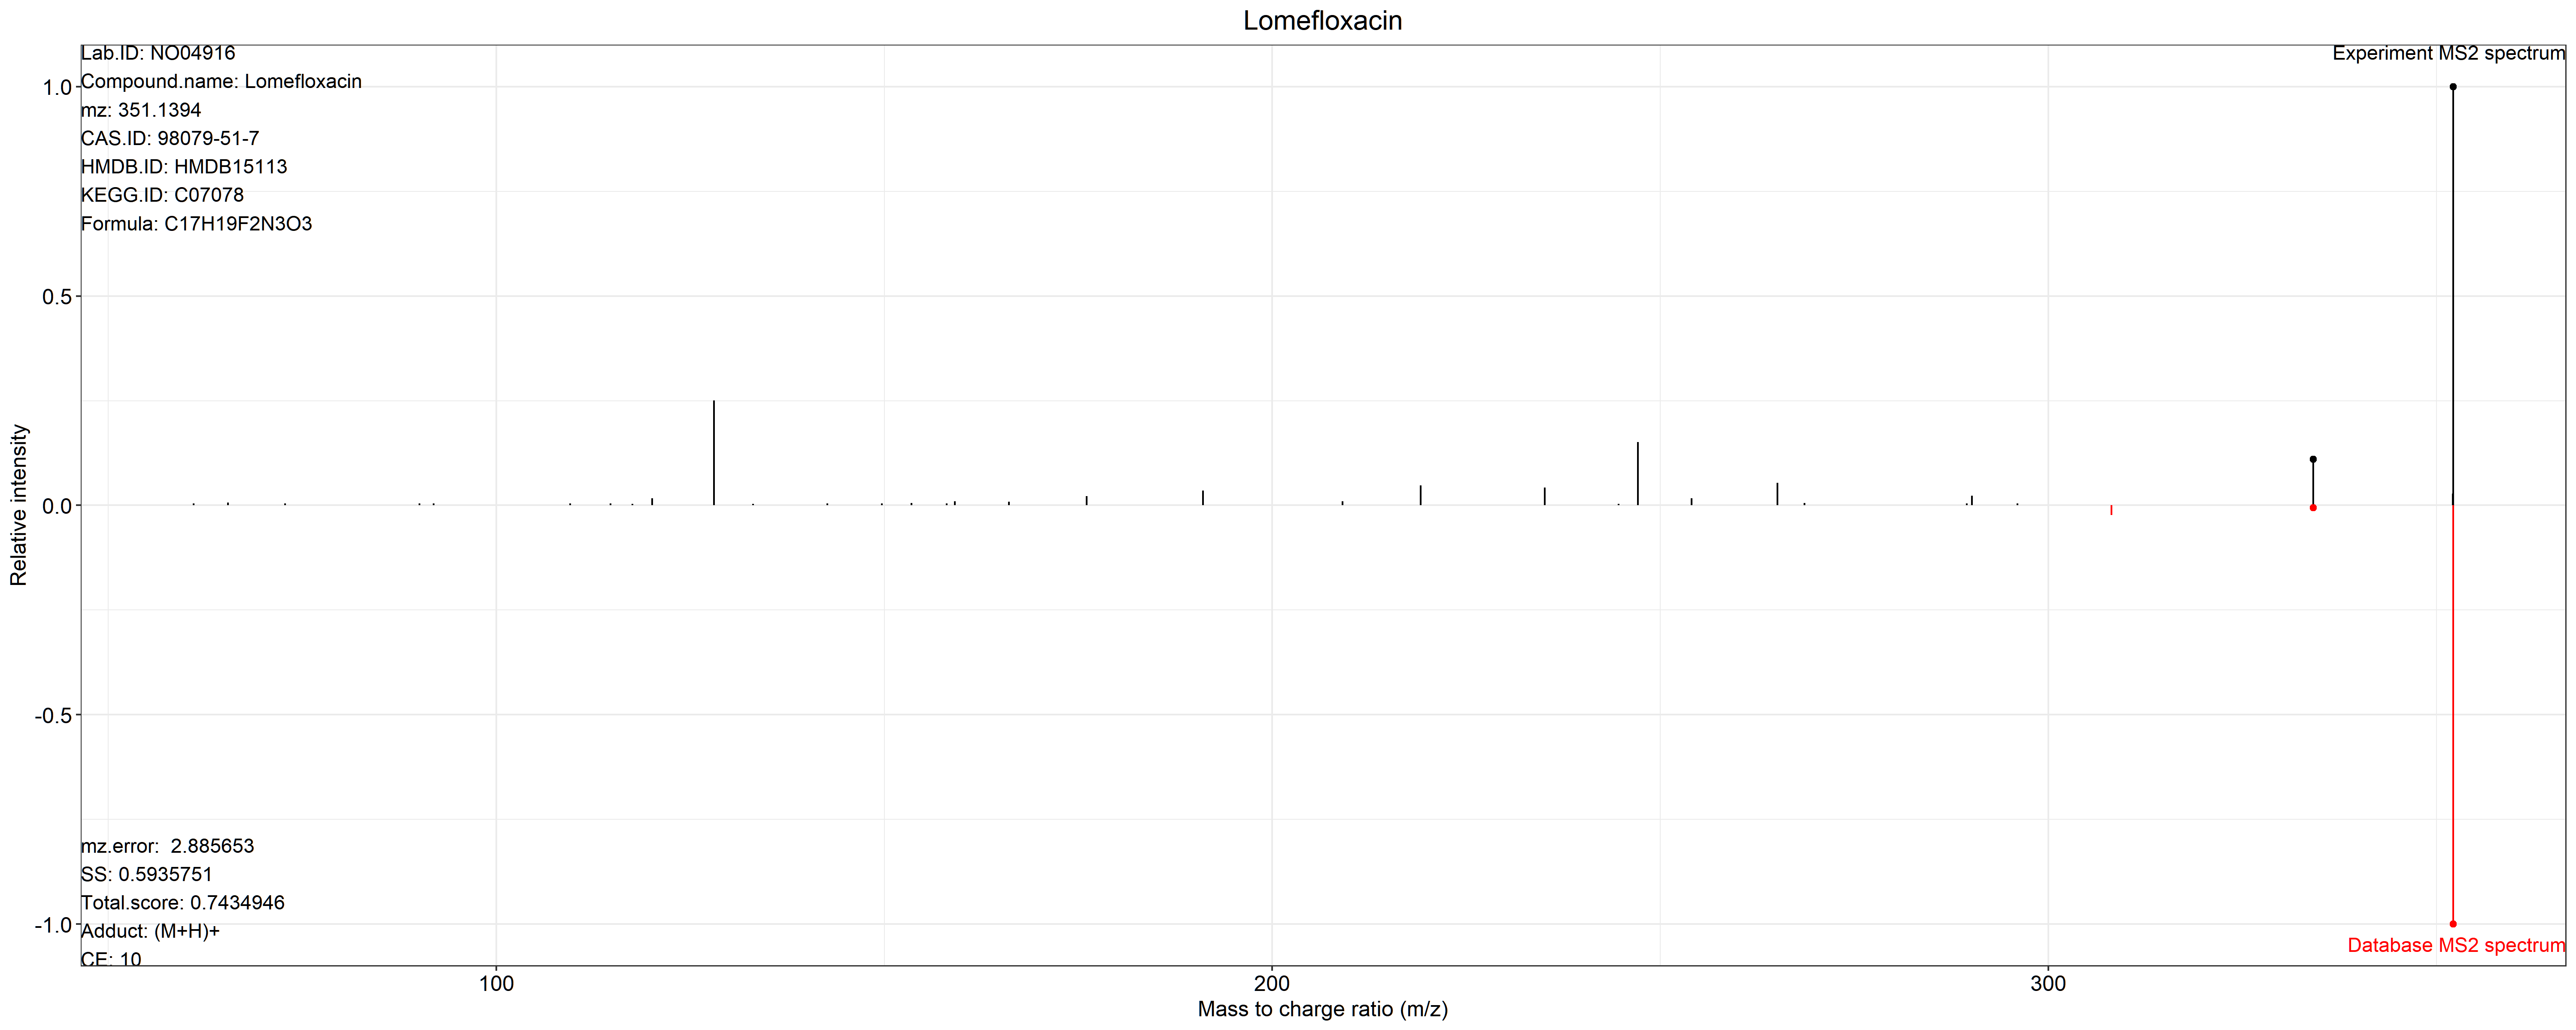 Lomefloxacin
Lab.ID: NO04916
Experiment MS2 spectrum
Compound.name: Lomefloxacin
mz: 351.1394
CAS.ID: 98079-51-7
HMDB.ID: HMDB15113
KEGG.ID: C07078
Formula: C17H19F2N3O3
1.0
0.5
0.0
-0.5
-1.0
Relative intensity
mz.error: 2.885653
SS: 0.5935751
Total.score: 0.7434946
Adduct: (M+H)+
CE: 10
Database MS2 spectrum
100
200
300
Mass to charge ratio (m/z)